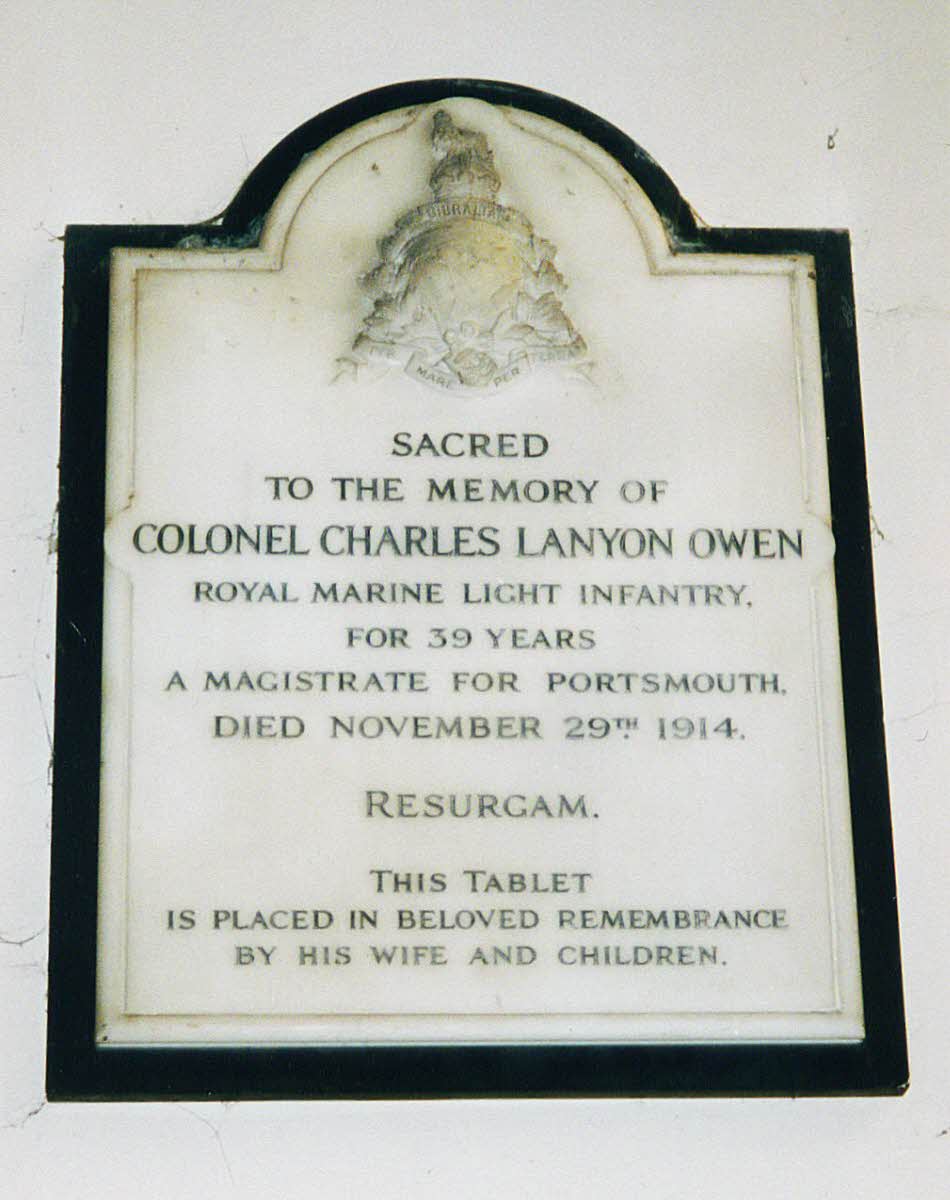 GIBRALTAR
PER MARE PER TERRAM
SACRED
TO THE MEMORY OF
COLONEL CHARLES LANYON OWEN
ROYAL MARINE LIGHT INFANTRY,
FOR 39 YEARS
A MAGISTRATE FOR PORTSMOUTH,
DIED NOVEMBER 29TH 1914.
RESURGAM.
THIS TABLET
IS PLACED IN BELOVED REMEMBRANCE
BY HIS WIFE AND CHILDREN.